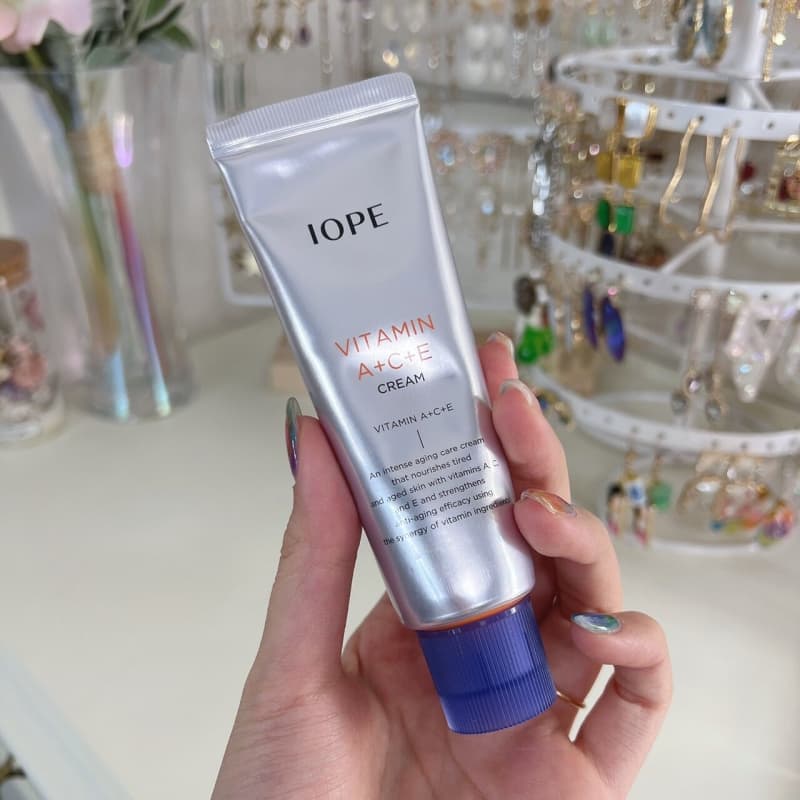 IOPE
VITAMIN
A+C+E
CREAM
VITAMIN A+C+E
An intense aging care cream
that nourishes tired
and aged skin with vitamins A, C
and E and strengthens
anti-aging efficacy using
the synergy of vitamin